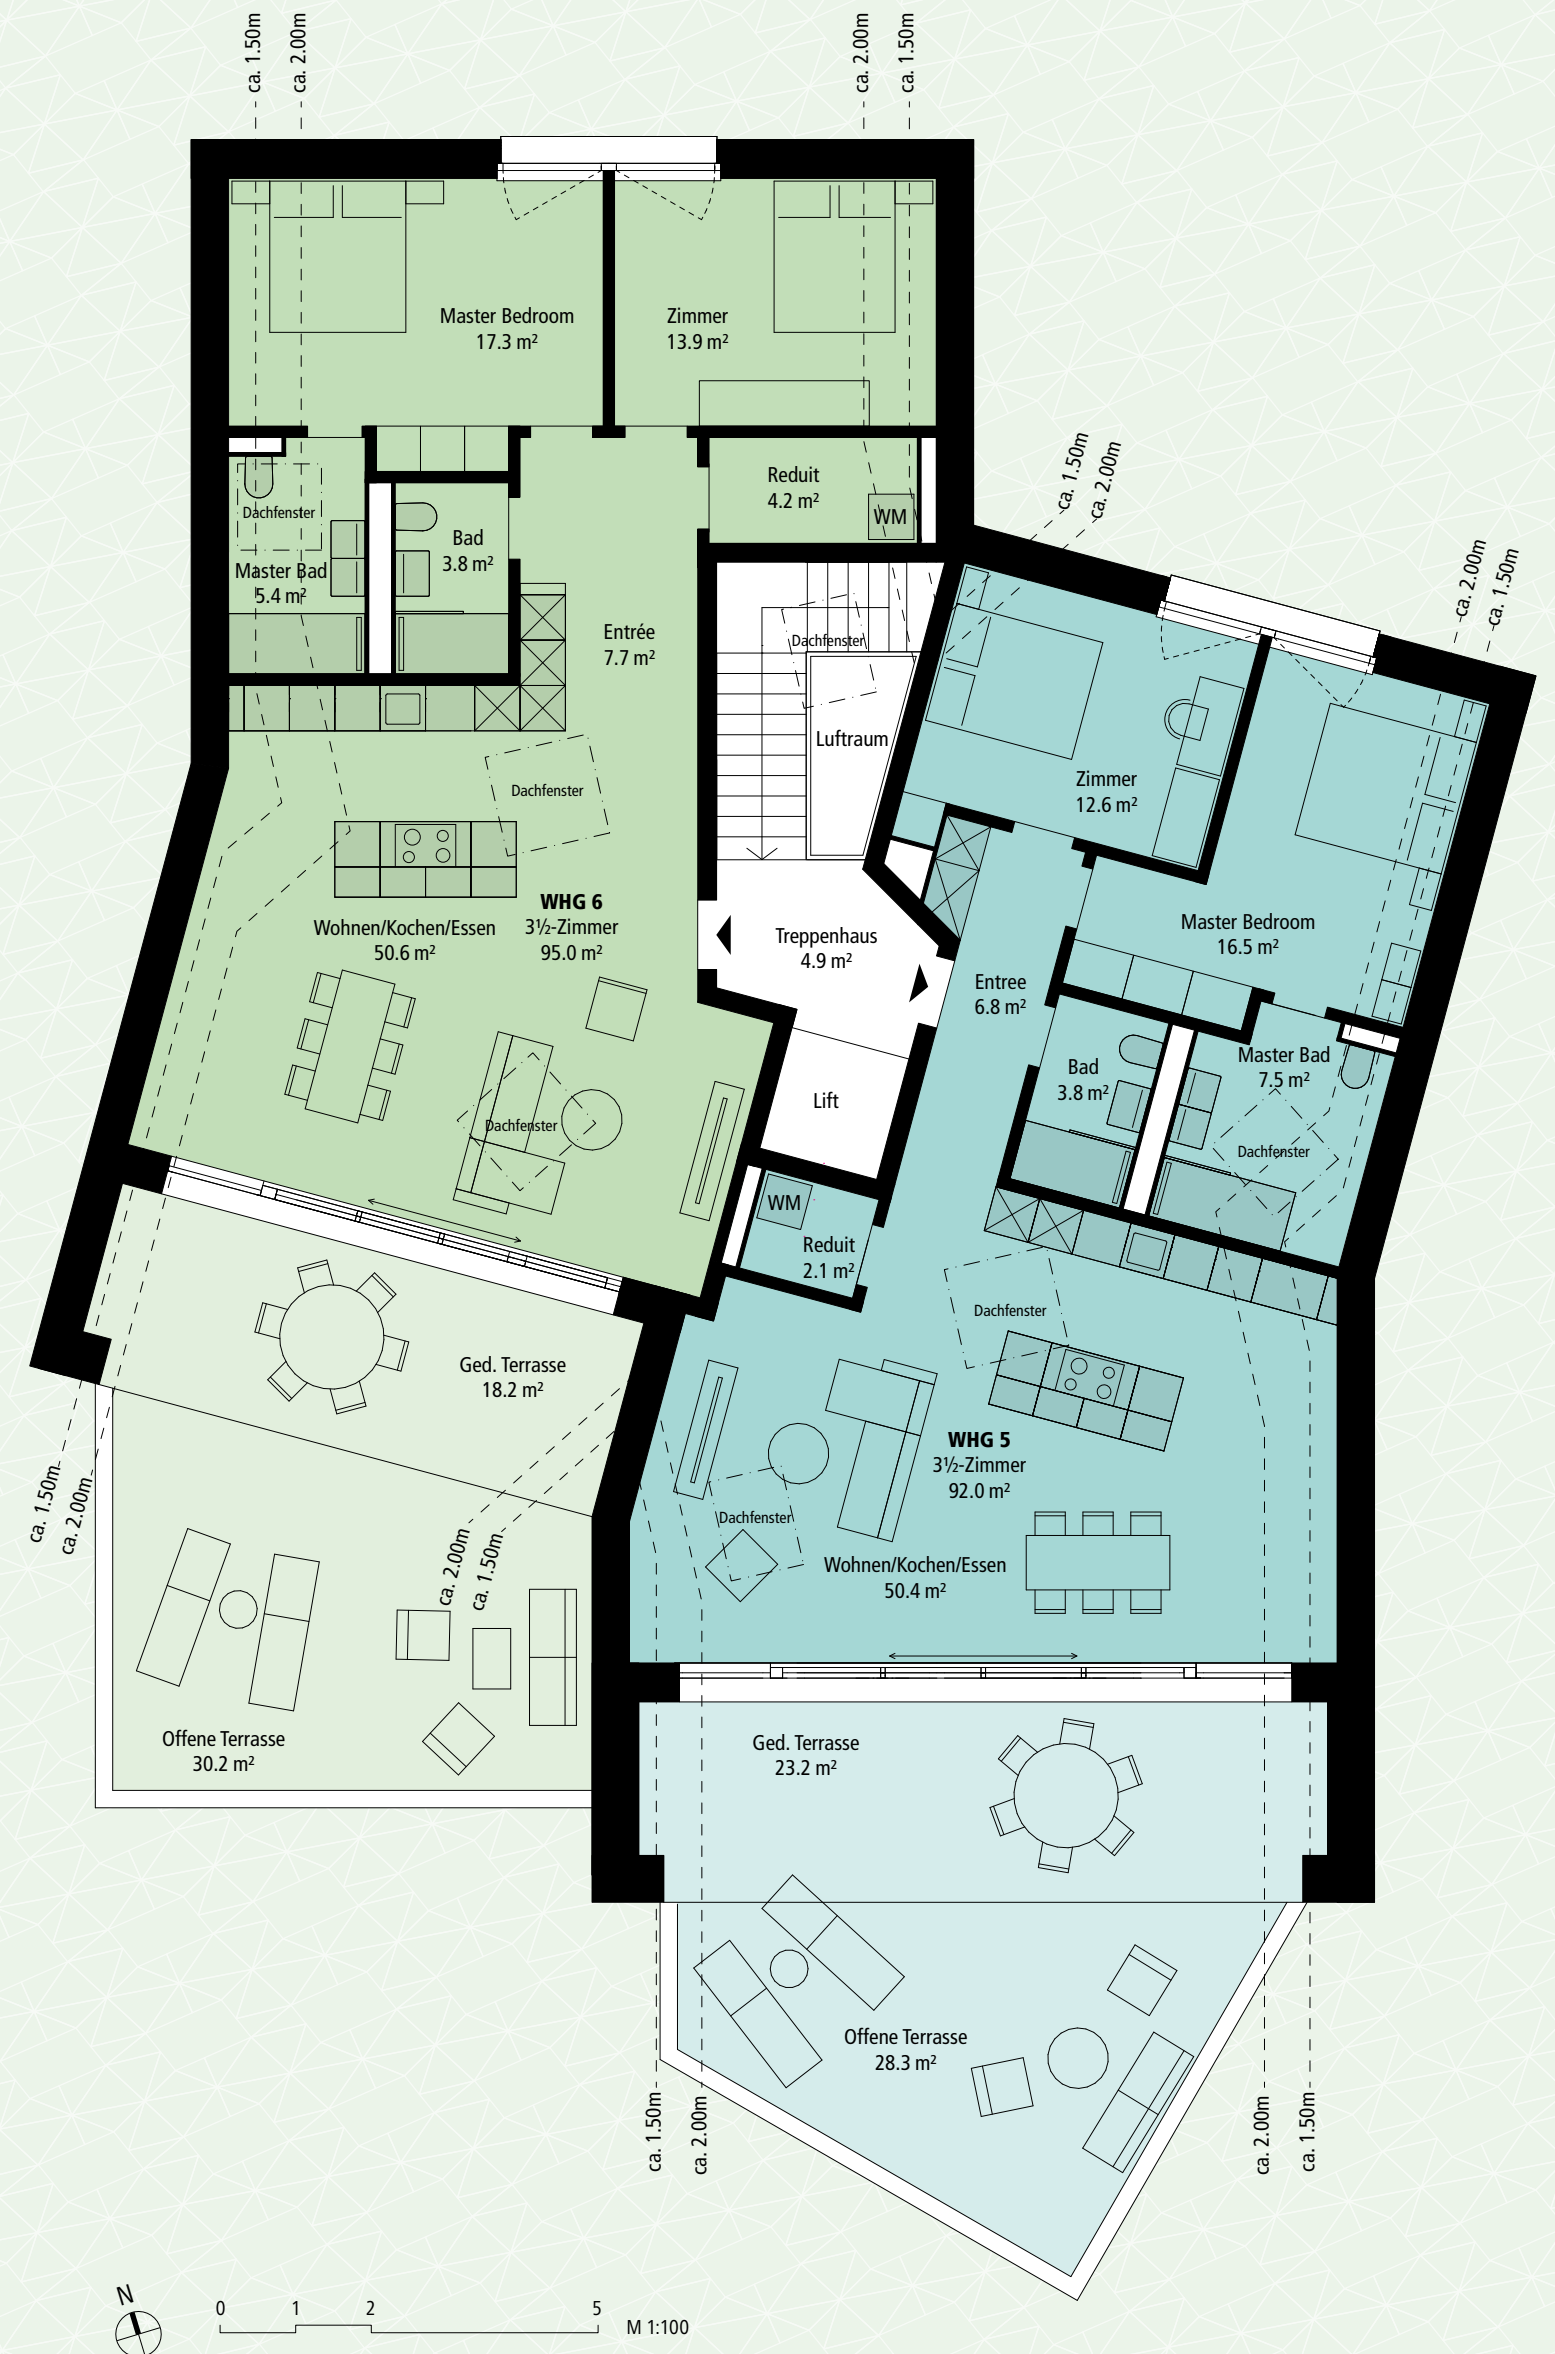 ca. 1.50m
ca. 2.00m
ca. 2.00m
ca. 1.50m
Master Bedroom
17.3 m²
Zimmer
13.9 m²
Reduit
4.2 m²
WM
Dachfenster
Master Bad
5.4 m²
Bad
3.8 m²
Entrée
7.7 m²
Dachfenster
Luftraum
ca. 1.50m
ca. 2.00m
ca. 2.00m
ca. 1.50m
Zimmer
12.6 m²
Dachfenster
WHG 6
3½-Zimmer
95.0 m²
Wohnen/Kochen/Essen
50.6 m²
Treppenhaus
4.9 m²
Master Bedroom
16.5 m²
Entree
6.8 m²
Bad
3.8 m²
Master Bad
7.5 m²
Dachfenster
Lift
Dachfenster
WM
Reduit
2.1 m²
Dachfenster
Ged. Terrasse
18.2 m²
WHG 5
3½-Zimmer
92.0 m²
ca. 1.50m
ca. 2.00m
ca. 2.00m
ca. 1.50m
Dachfenster
Wohnen/Kochen/Essen
50.4 m²
Offene Terrasse
30.2 m²
Ged. Terrasse
23.2 m²
Offene Terrasse
28.3 m²
ca. 1.50m
ca. 2.00m
ca. 2.00m
ca. 1.50m
N
0 1 2 5
M 1:100